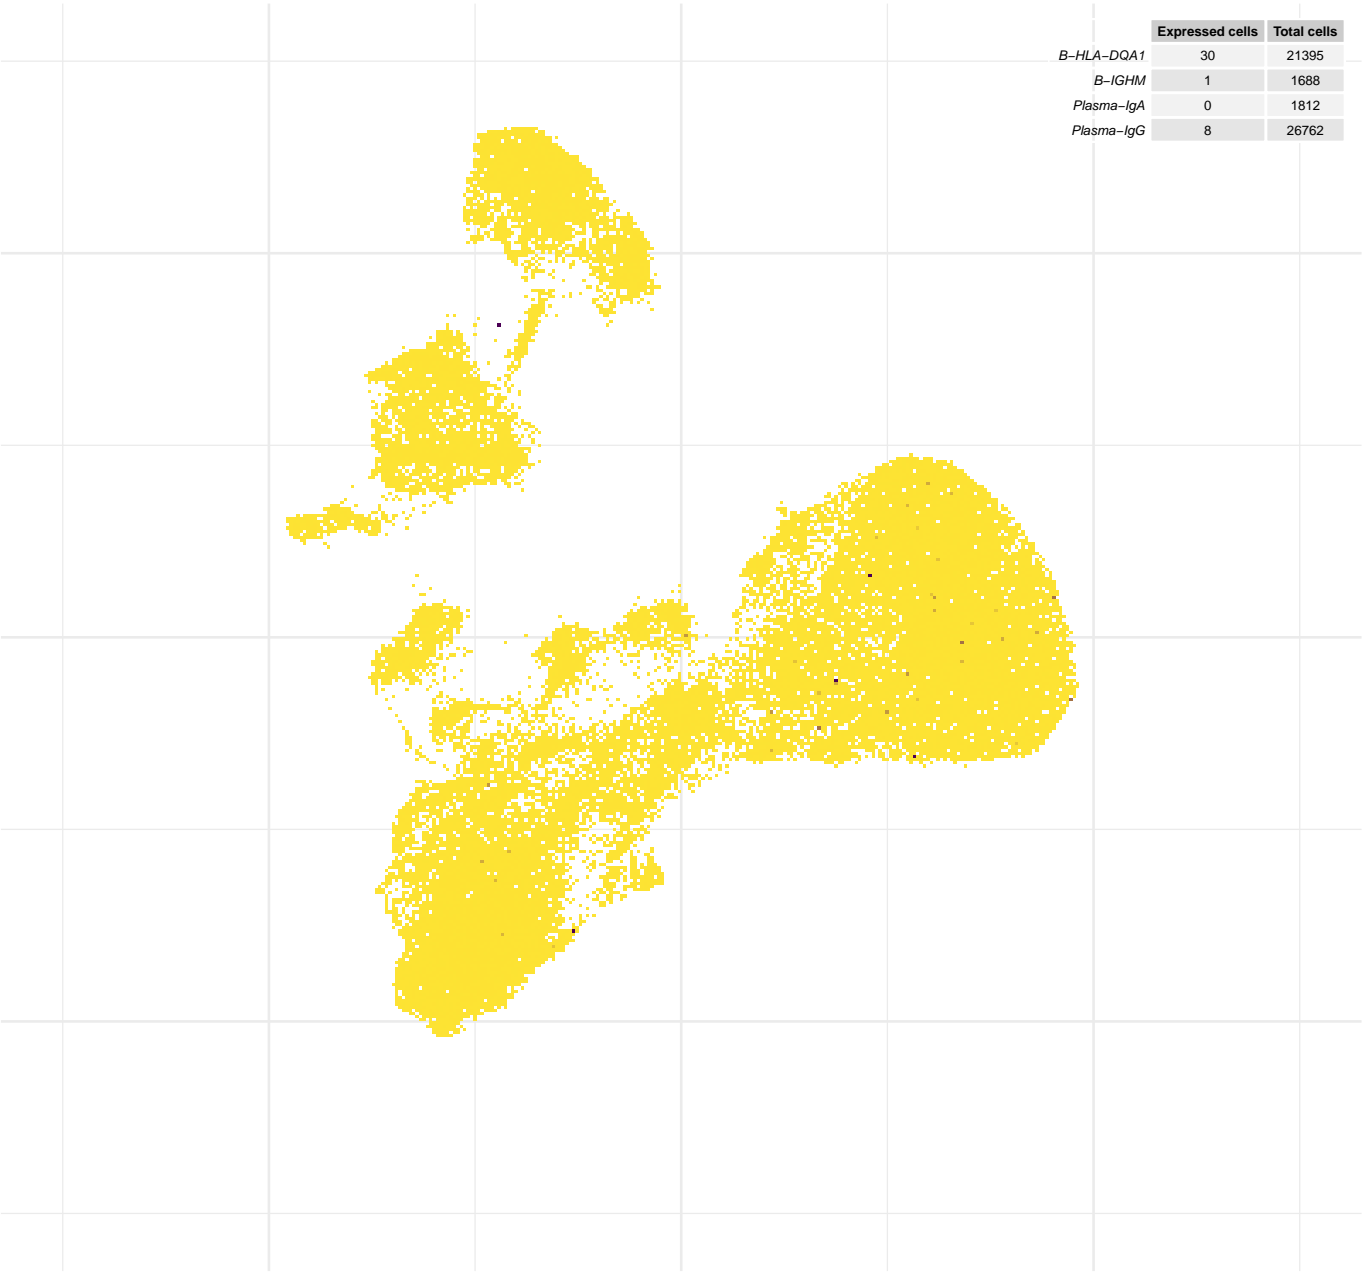 Expressed cells Total cells
B−HLA−DQA1 30 21395
B−IGHM 1 1688
Plasma−IgA 0 1812
Plasma−IgG 8 26762